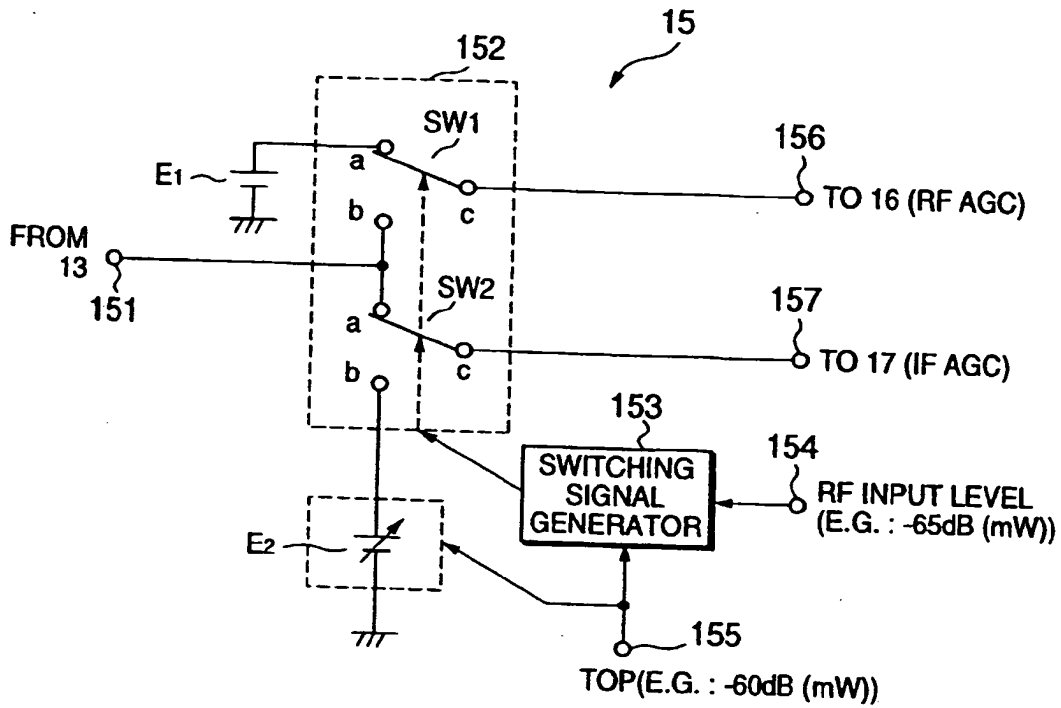 15
152
SW1
a
E1
156
TO 16 (RF AGC)
c
b
FROM
13
151
SW2
157
a
TO 17 (IF AGC)
c
b
153
154
SWITCHING
SIGNAL
GENERATOR
RF INPUT LEVEL
(E.G. : -65dB (mW))
E2
155
TOP(E.G. : -60dB (mW))